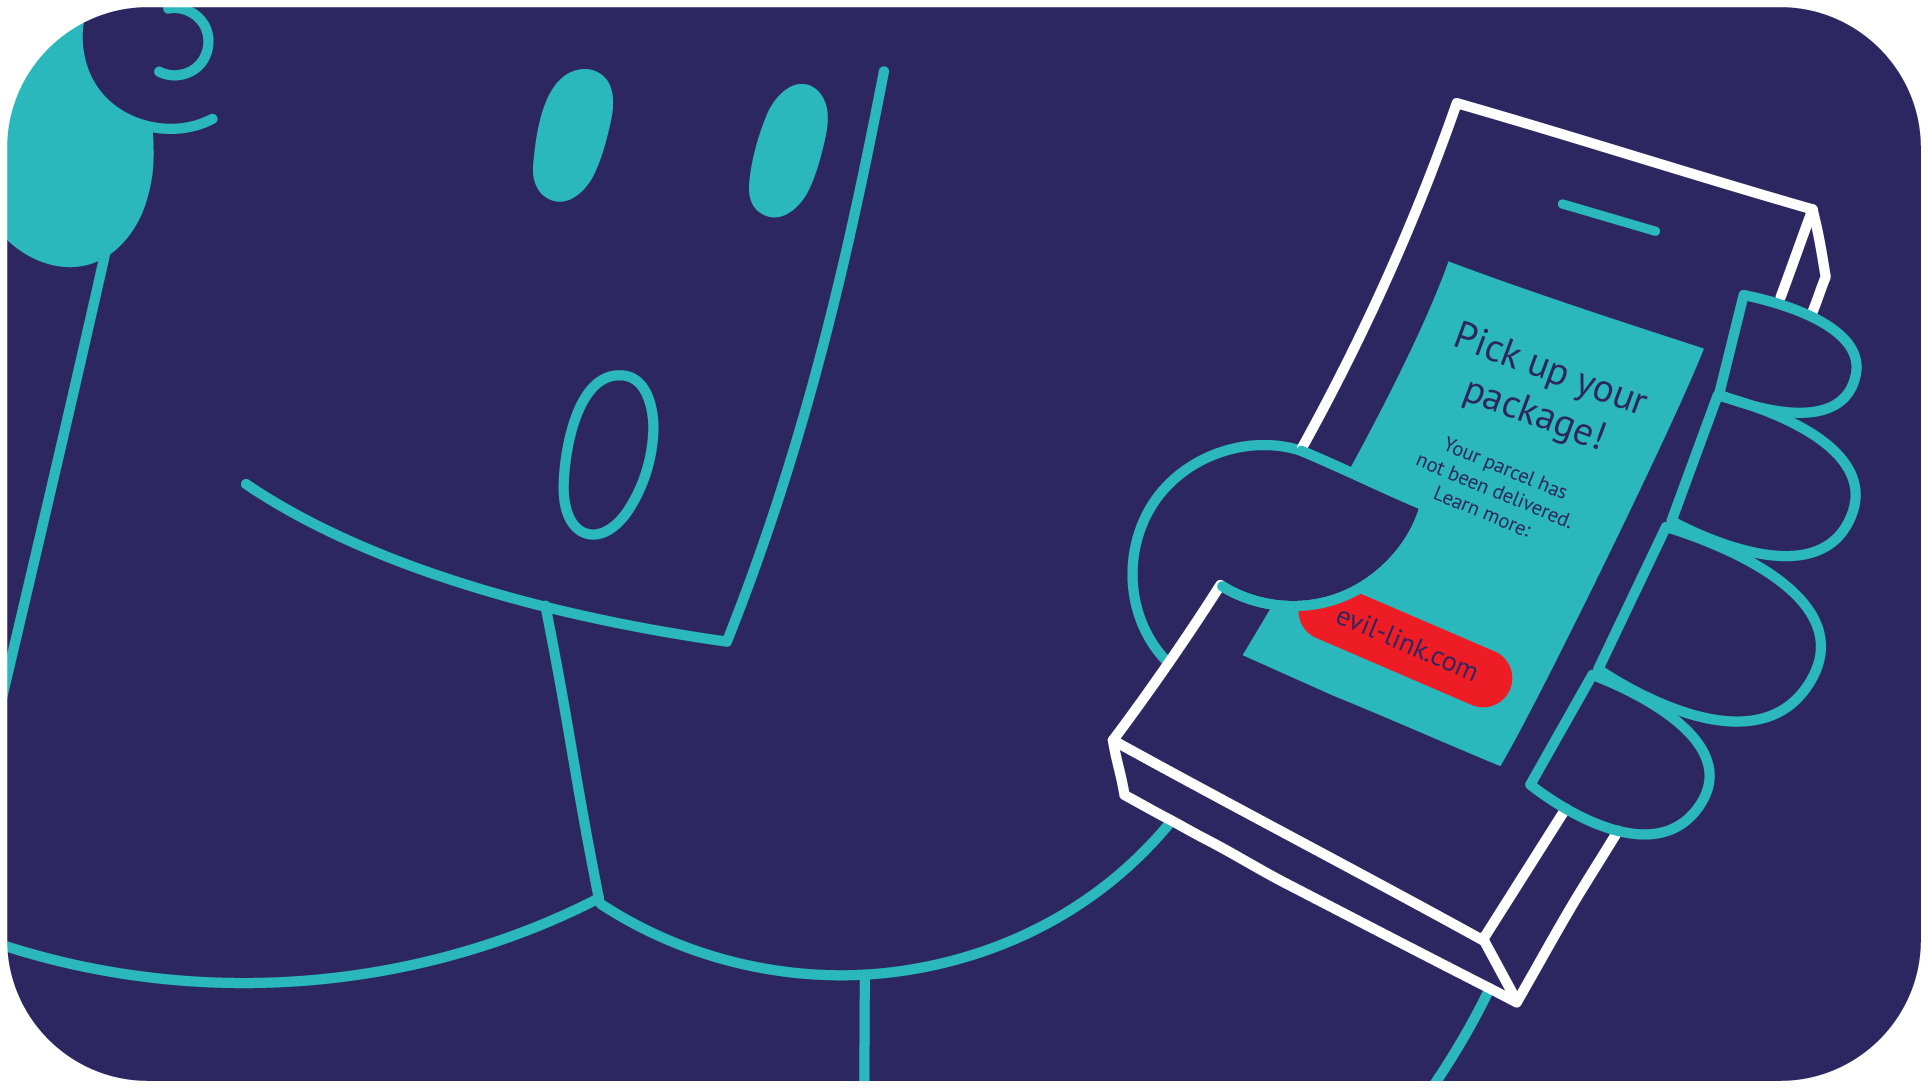 Pick up your
package!
Your parcel has
not been delivered.
Learn more:
evil-link.com